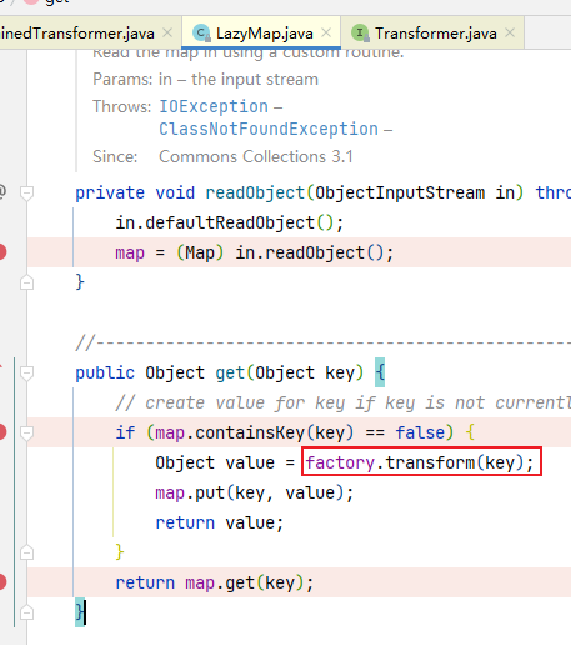 get
inedTransformer.java LazyMap.java Transformer.java
Read the map in using a custom routine.
Params: in – the input stream
Throws: IOException –
ClassNotFoundException –
Since: Commons Collections 3.1
private void readObject(ObjectInputStream in) thro
in.defaultReadObject();
map = (Map) in.readObject();
}
//------------------------------------------------
public Object get(Object key) {
// create value for key if key is not currentl
if (map.containsKey(key) == false) {
Object value = factory.transform(key);
map.put(key, value);
return value;
}
return map.get(key);
}